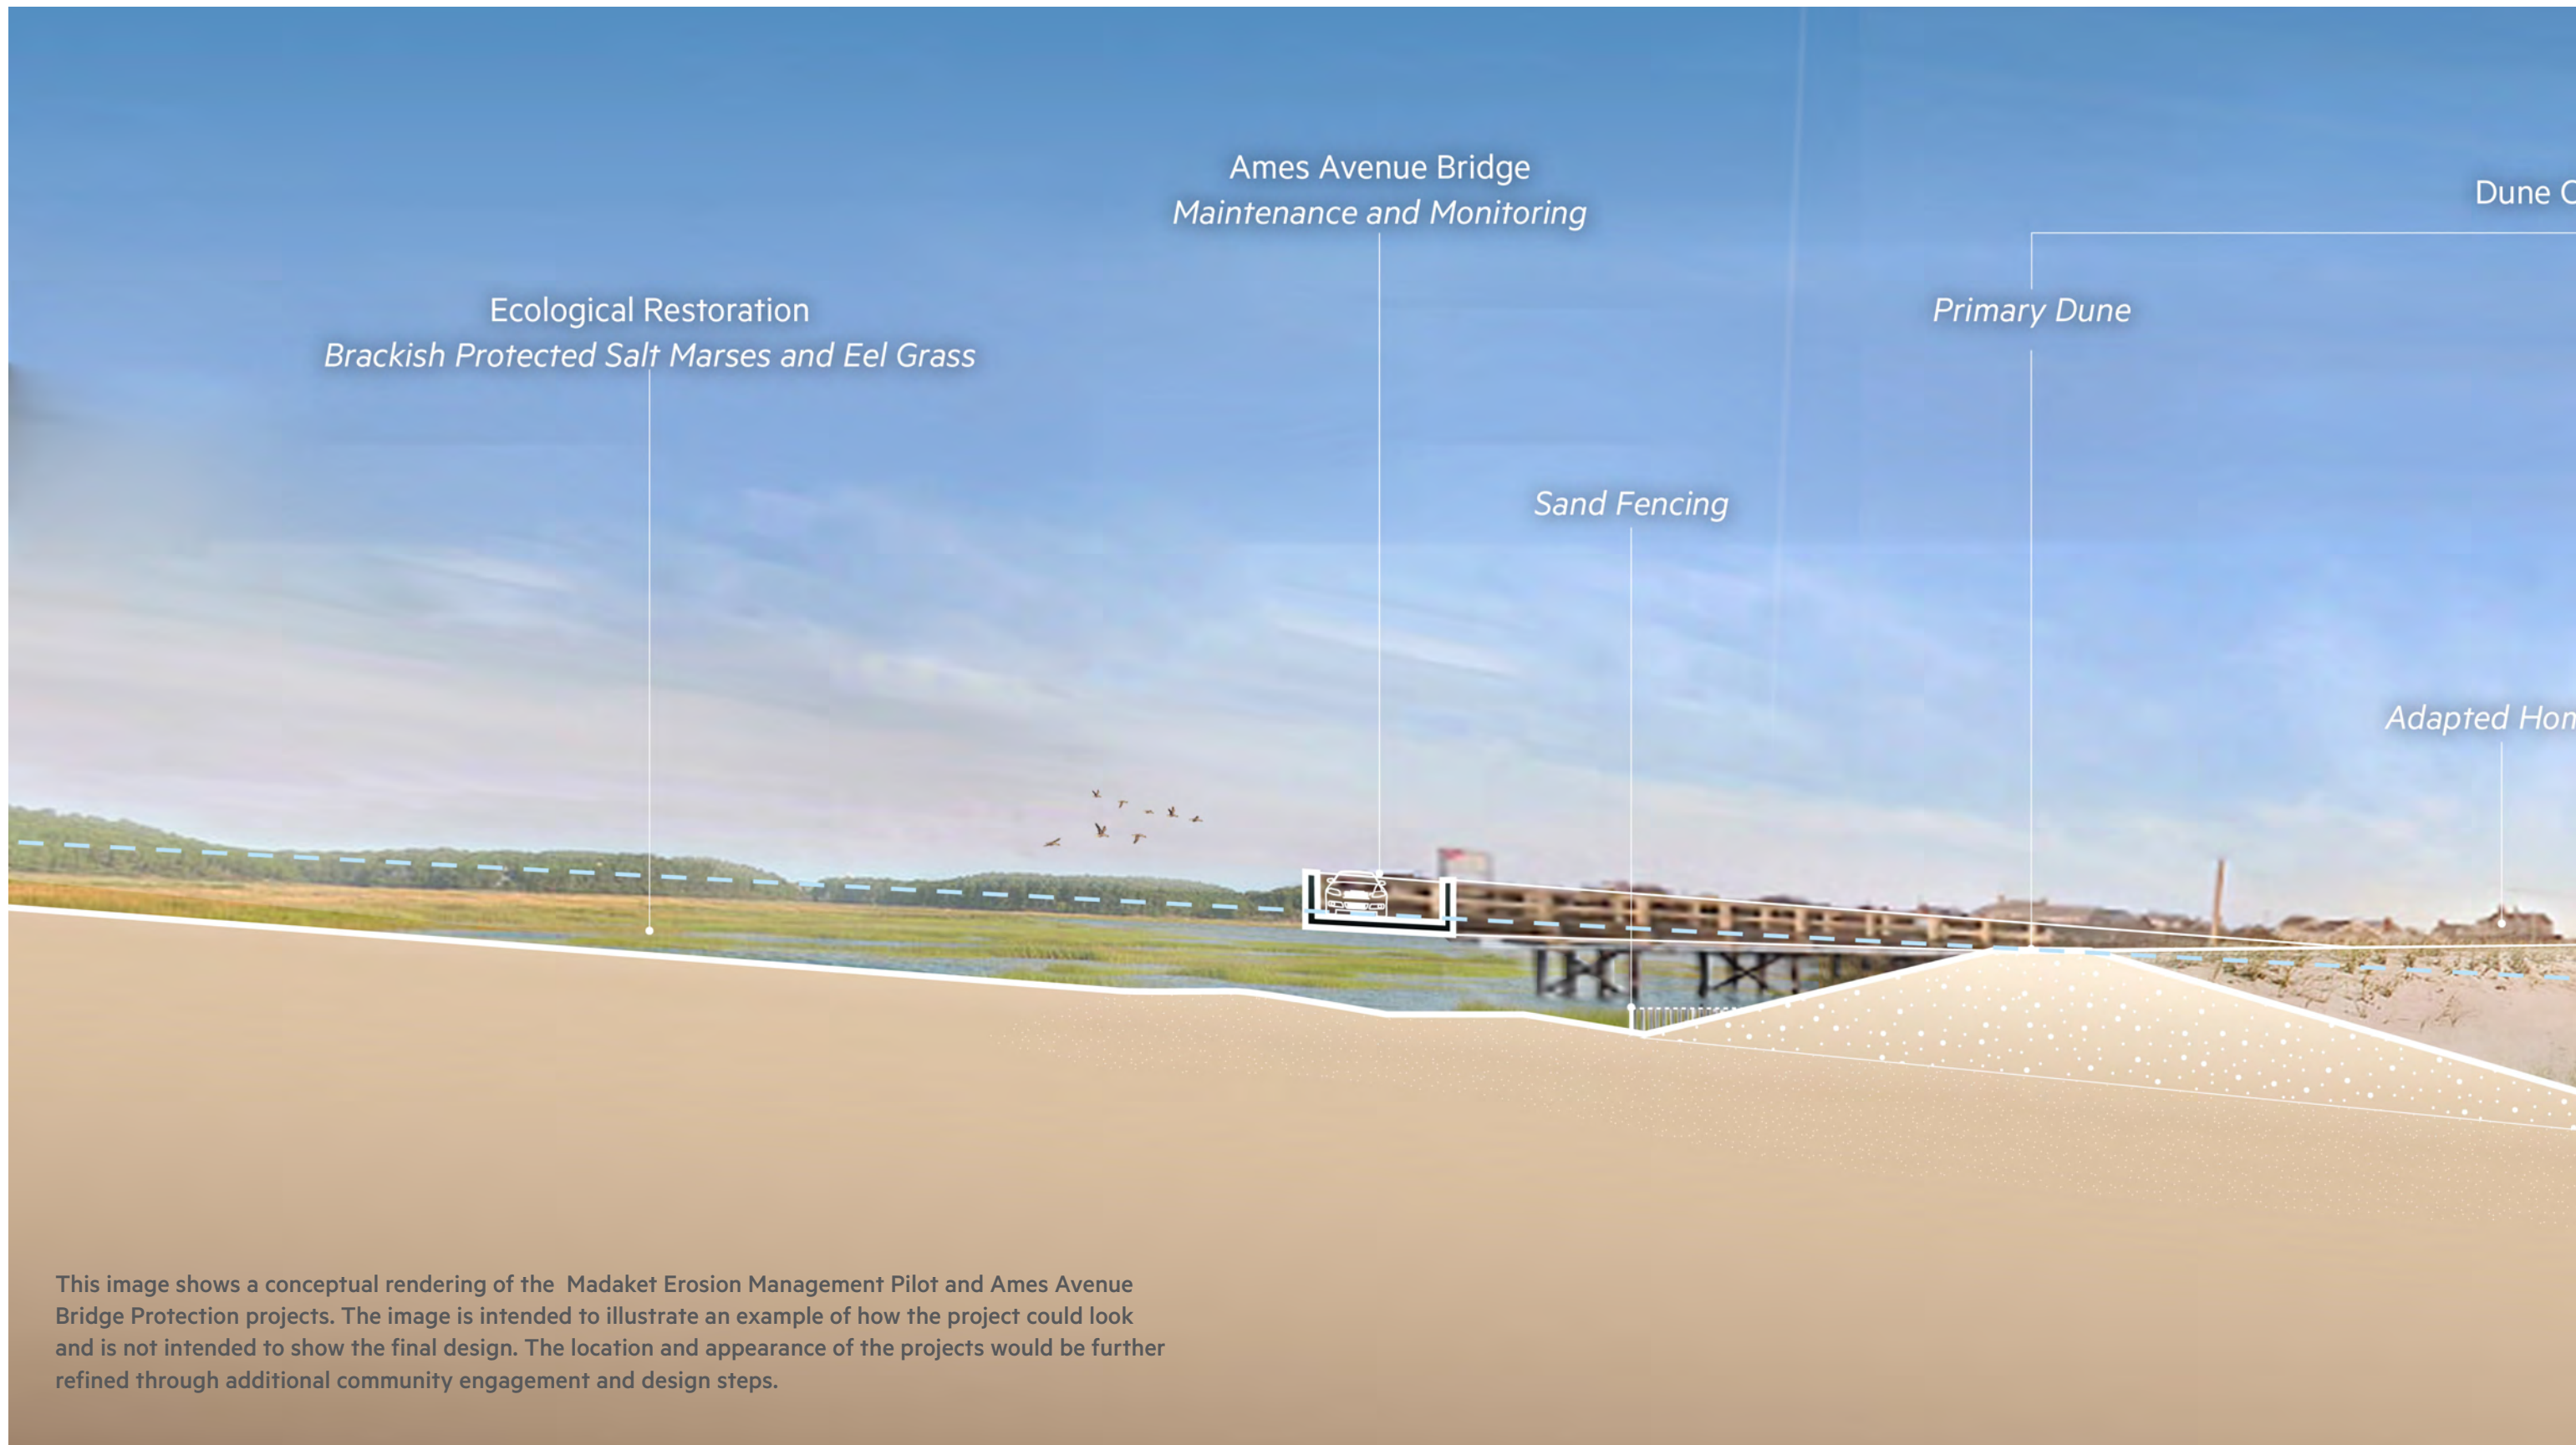 Ames Avenue Bridge
Maintenance and Monitoring
Dune
Ecological Restoration
Brackish Protected Salt Marses and Eel Grass
Primary Dune
Sand Fencing
Adapted
This image shows a conceptual rendering of the Madaket Erosion Management Pilot and Ames Avenue
Bridge Protection projects. The image is intended to illustrate an example of how the project could look
and is not intended to show the final design. The location and appearance of the projects would be further
refined through additional community engagement and design steps.